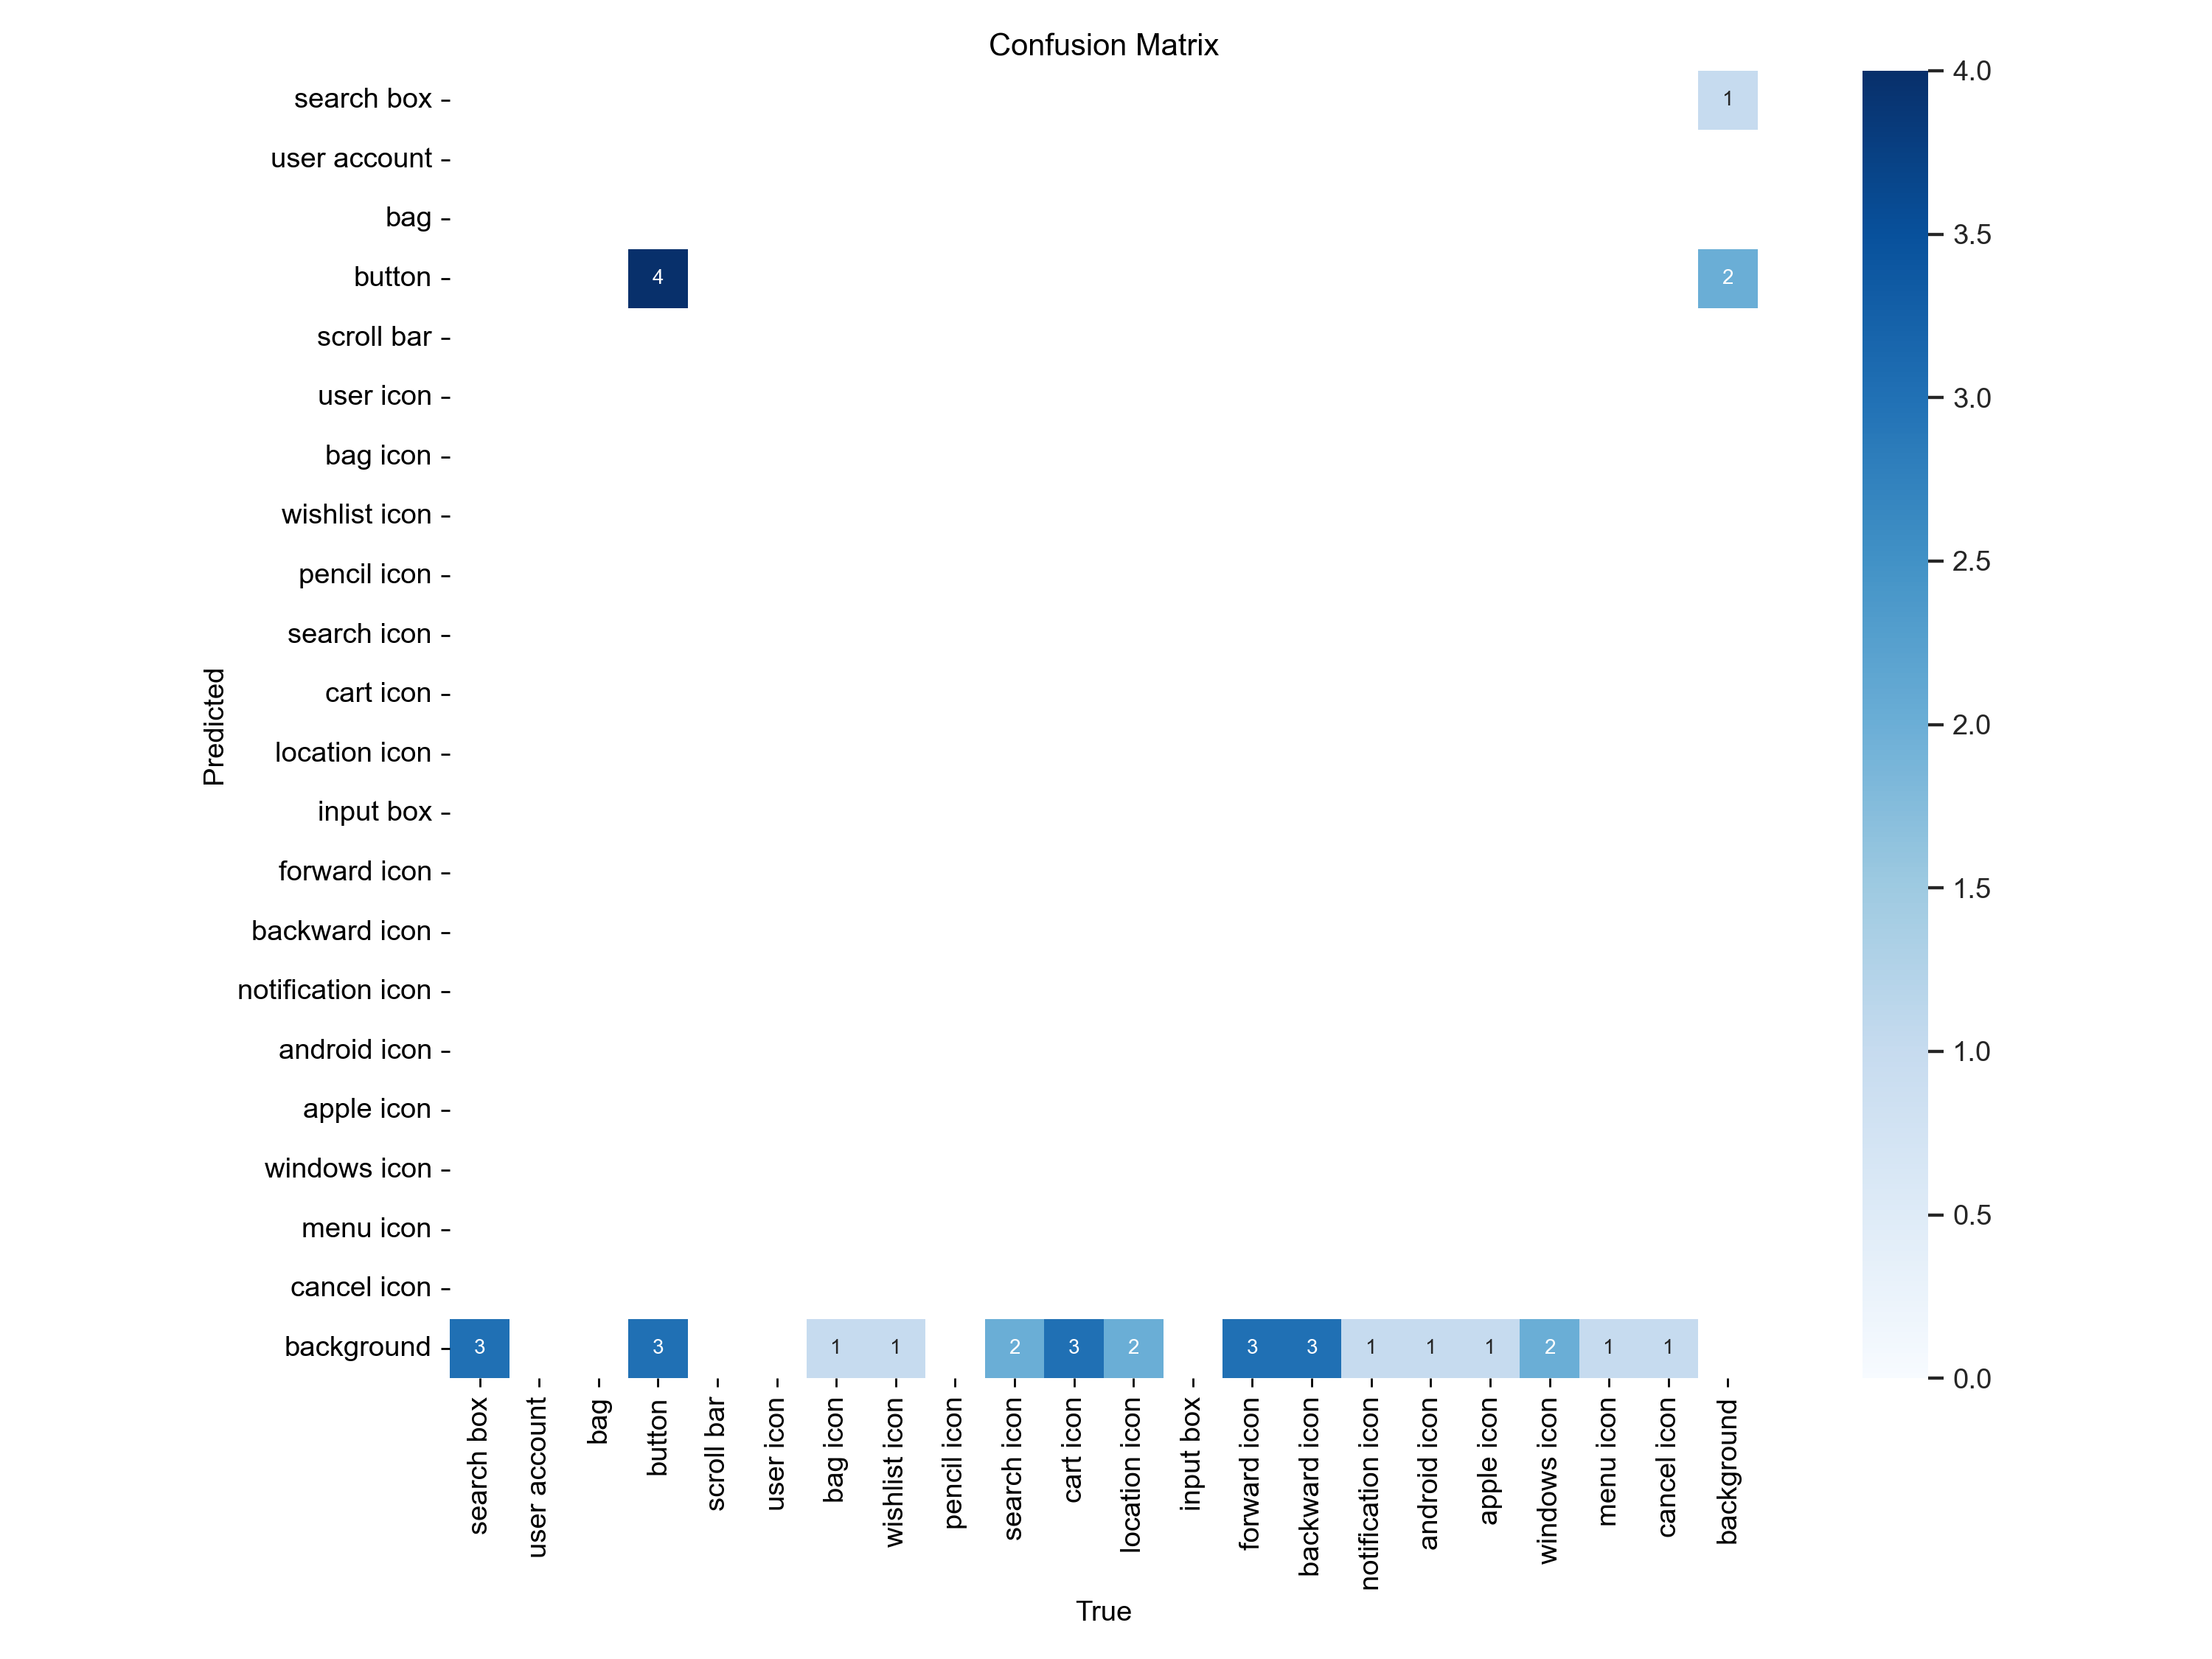 Confusion Matrix
search box
1
user account
bag
button
4
2
scroll bar
user icon
bag icon
wishlist icon
pencil icon
search icon
cart icon
location icon
input box
forward icon
backward icon
notification icon
android icon
apple icon
windows icon
menu icon
cancel icon
background
3 3 1 1 2 3 2 3 3 1 1 1 2 1 1
Predicted
search box
user account
bag
button
scroll bar
user icon
bag icon
wishlist icon
pencil icon
search icon
cart icon
location icon
input box
forward icon
backward icon
notification icon
android icon
apple icon
windows icon
menu icon
cancel icon
background
True
4.0
3.5
3.0
2.5
2.0
1.5
1.0
0.5
0.0